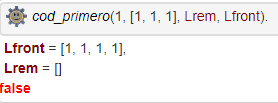 cod_primero(1, [1, 1, 1], Lrem, Lfront).
Lfront = [1, 1, 1, 1],
Lrem = []
false